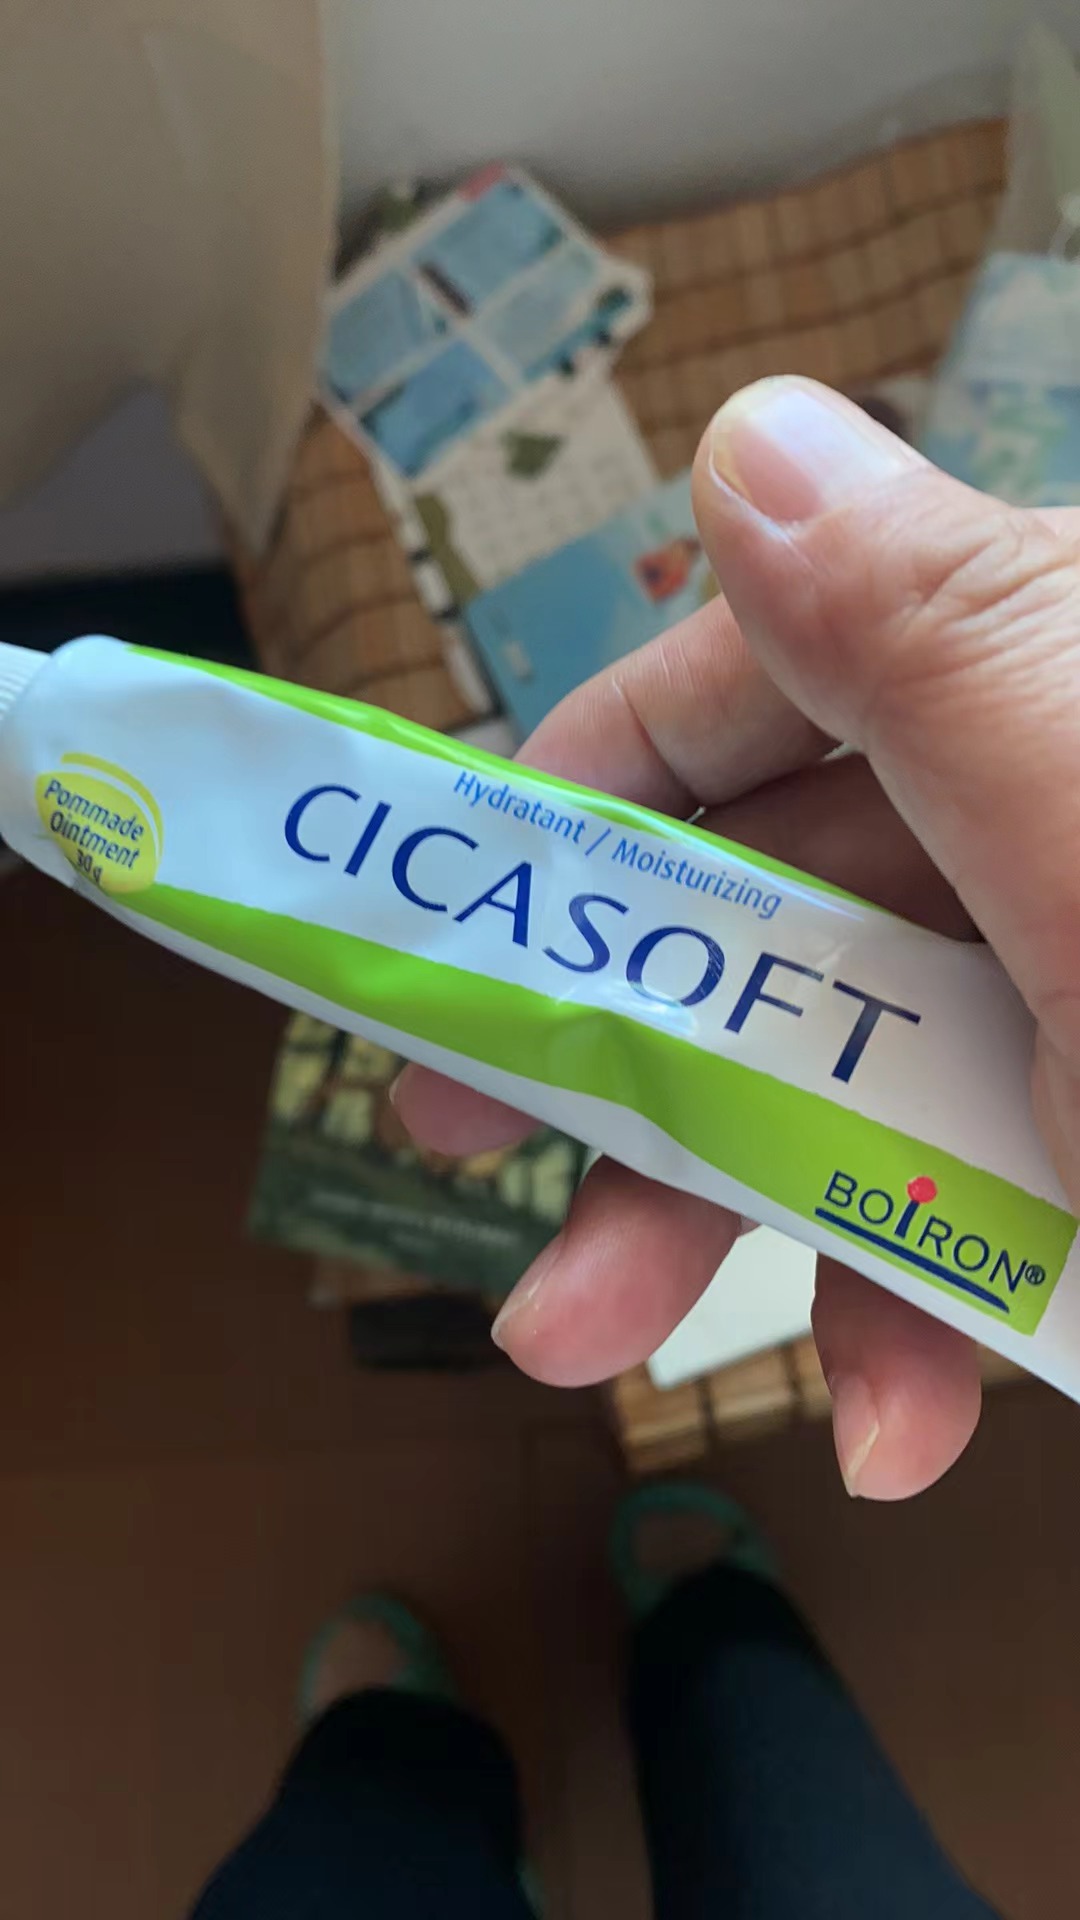 Pommade
Ointment
30 g
Hydratant / Moisturizing
CICASOFT
BOIRON®